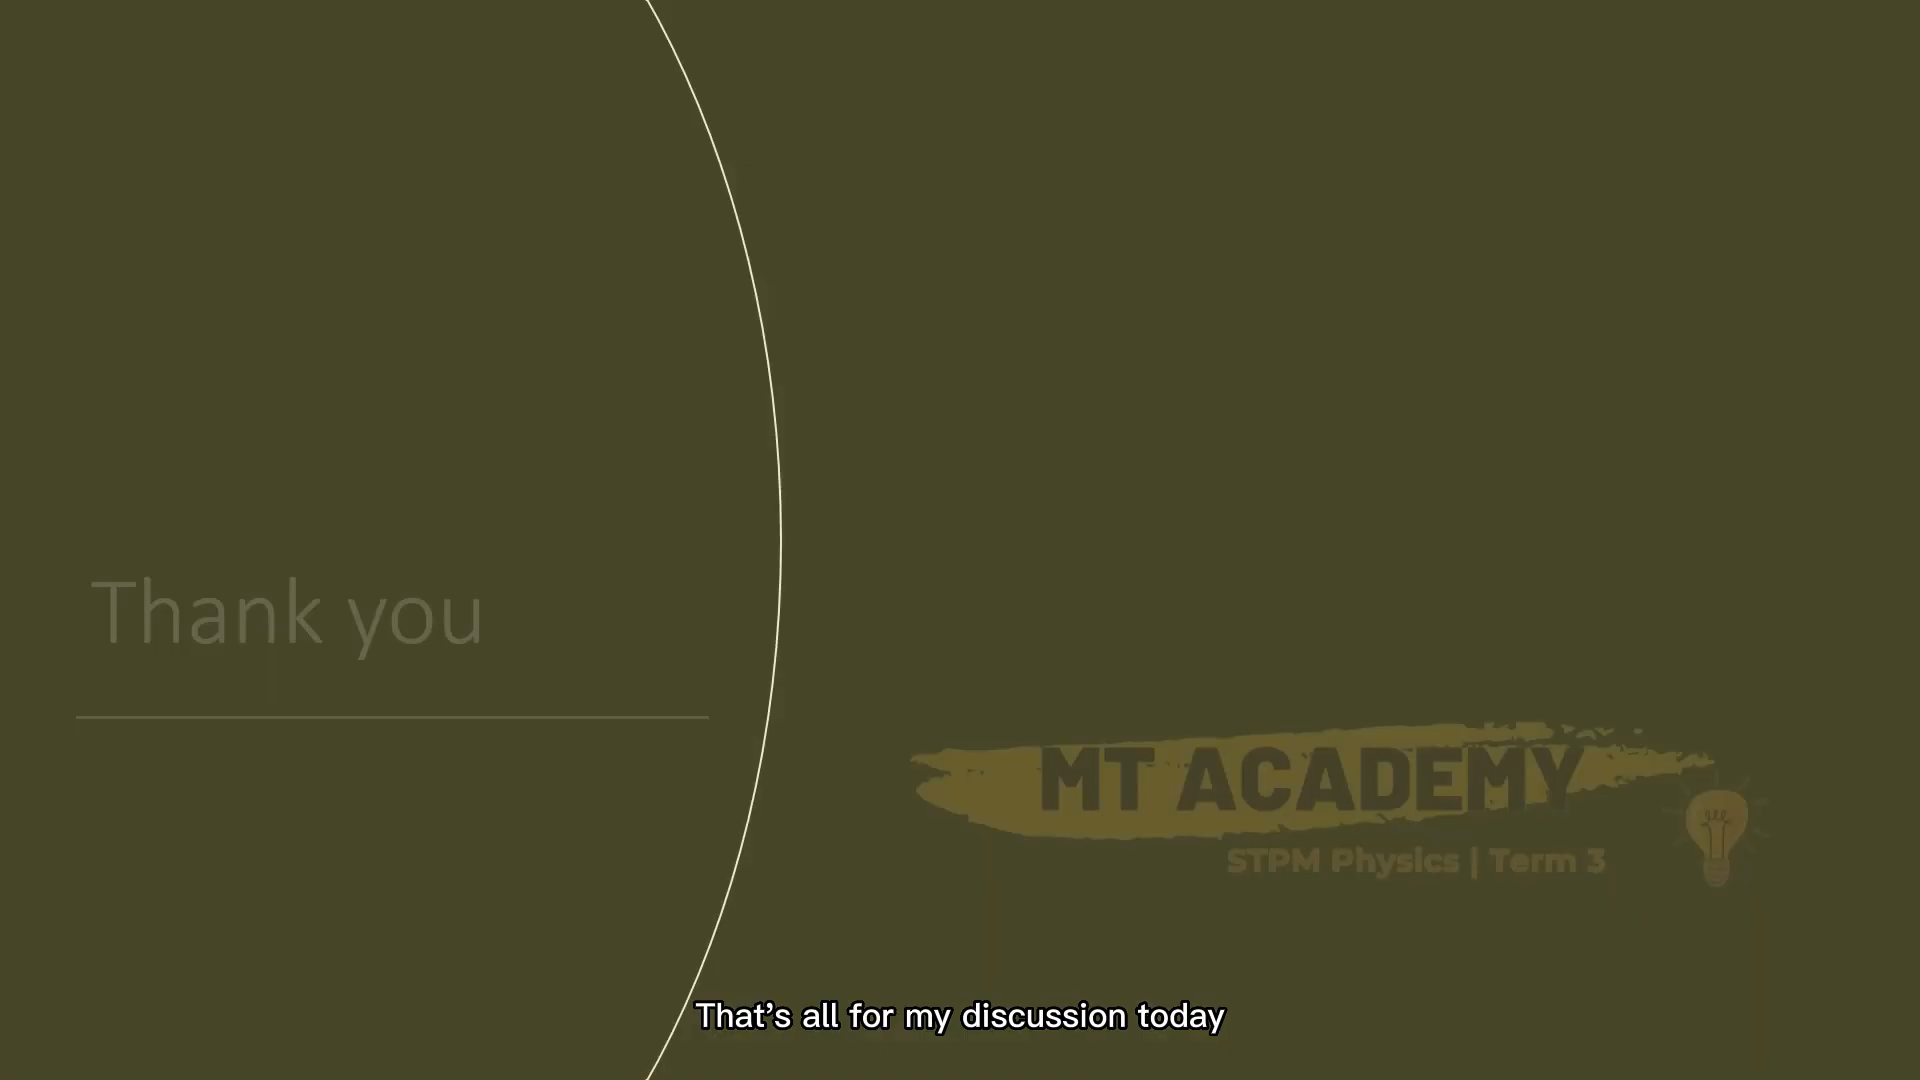 Thank you
MT ACADEMY
STPM Physics | Term 3
That's all for my discussion today